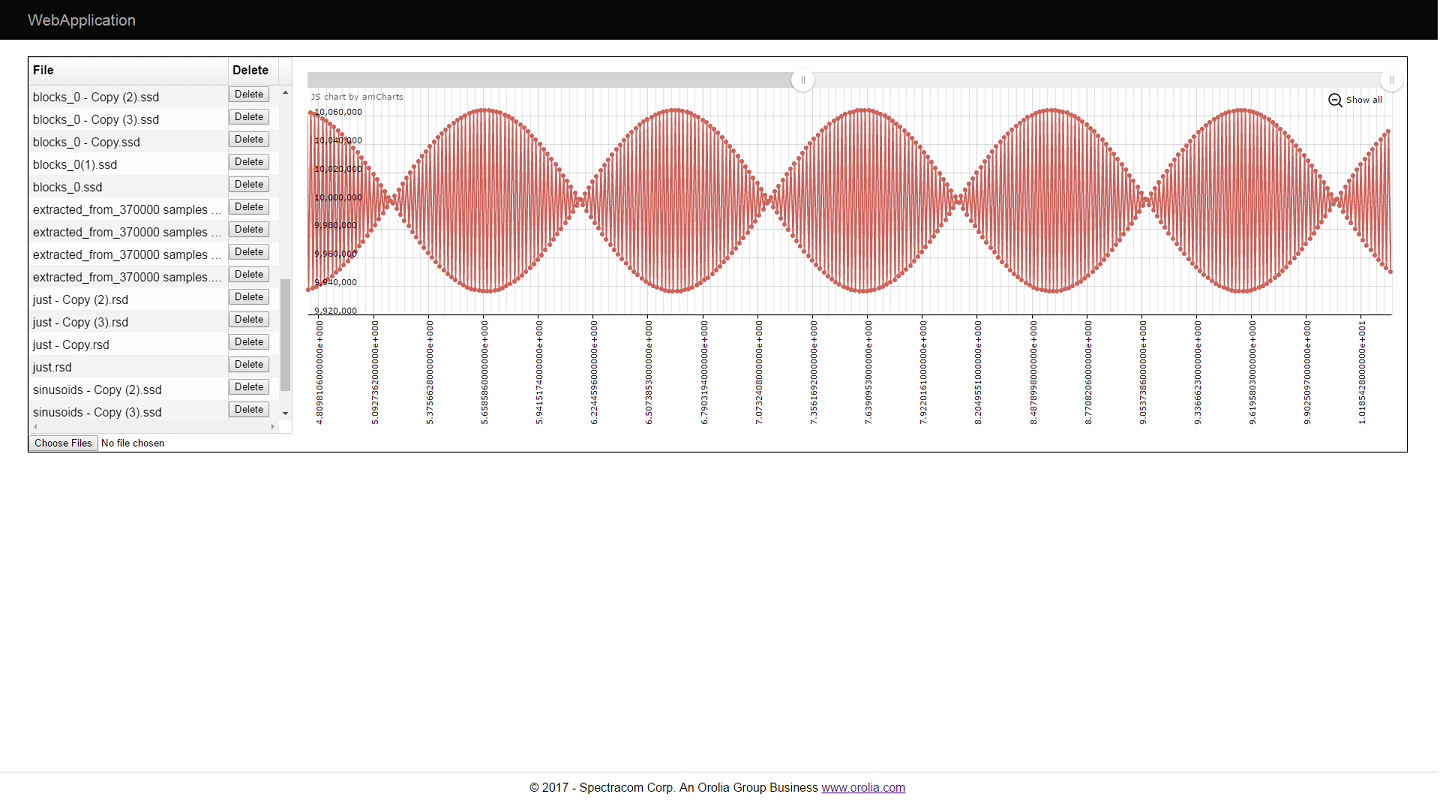 WebApplication
File Delete
blocks_0 - Copy (2).ssd Delete
blocks_0 - Copy (3).ssd Delete
blocks_0 - Copy.ssd Delete
blocks_0(1).ssd Delete
blocks_0.ssd Delete
extracted_from_370000 samples ... Delete
extracted_from_370000 samples ... Delete
extracted_from_370000 samples ... Delete
extracted_from_370000 samples.... Delete
just - Copy (2).rsd Delete
just - Copy (3).rsd Delete
just - Copy.rsd Delete
just.rsd Delete
sinusoids - Copy (2).ssd Delete
sinusoids - Copy (3).ssd Delete
Choose Files No file chosen
JS chart by amCharts
Show all
10,060,000
10,040,000
10,020,000
10,000,000
9,980,000
9,960,000
9,940,000
9,920,000
4.809810600000e+000
5.092736200000e+000
5.375662800000e+000
5.658586000000e+000
5.941517400000e+000
6.224459600000e+000
6.507385300000e+000
6.790319400000e+000
7.073240800000e+000
7.356169200000e+000
7.639095300000e+000
7.922016100000e+000
8.204955100000e+000
8.487899800000e+000
8.770820600000e+000
9.053738600000e+000
9.336662300000e+000
9.619580300000e+000
9.902509700000e+000
1.018542800000e+001
© 2017 - Spectracom Corp. An Orolia Group Business www.orolia.com